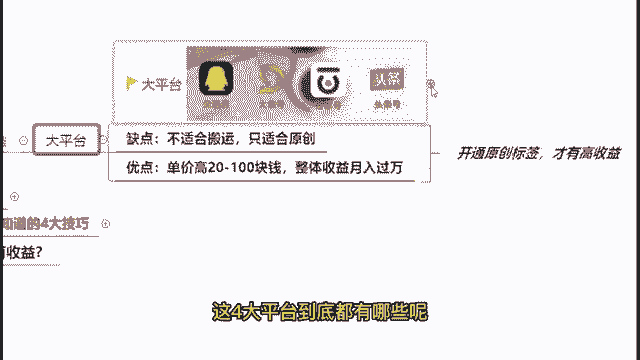 大平台
头条
大平台
缺点：不适合搬运，只适合原创
优点：单价高20-100块钱，整体收益月入过万
开通原创标签，才有高收益
知道的4大技巧
收益？
这4大平台到底都有哪些呢